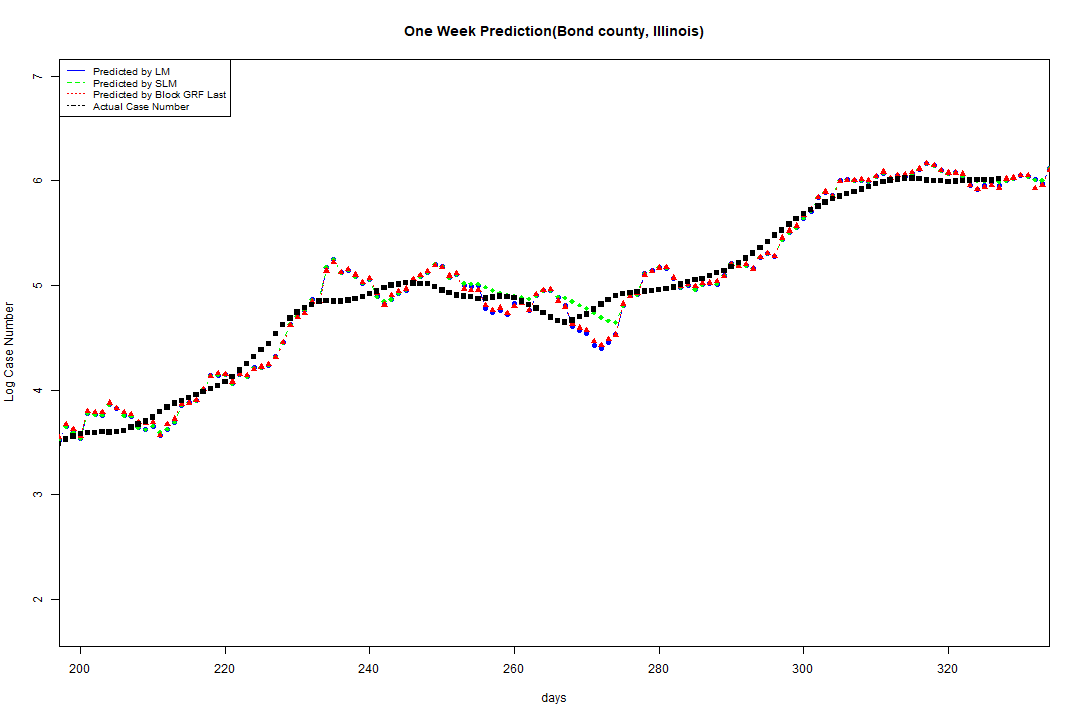 One Week Prediction(Bond county, Illinois)
Predicted by LM
Predicted by SLM
Predicted by Block GRF Last
Actual Case Number
7
6
5
4
3
2
Log Case Number
200 220 240 260 280 300 320
days